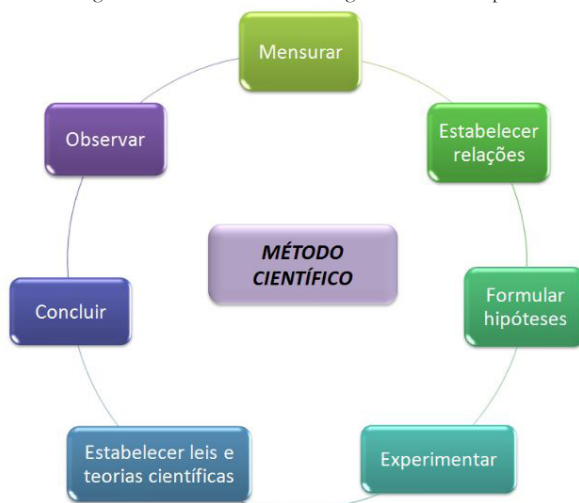 Mensurar
Observar
Estabelecer
relações
MÉTODO
CIENTÍFICO
Concluir
Formular
hipóteses
Estabelecer leis e
teorias científicas
Experimentar